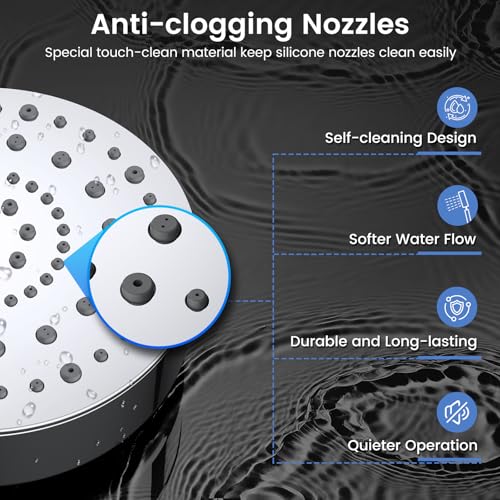 Anti-clogging Nozzles
Special touch-clean material keep silicone nozzles clean easily
Self-cleaning Design
Softer Water Flow
Durable and Long-lasting
Quieter Operation